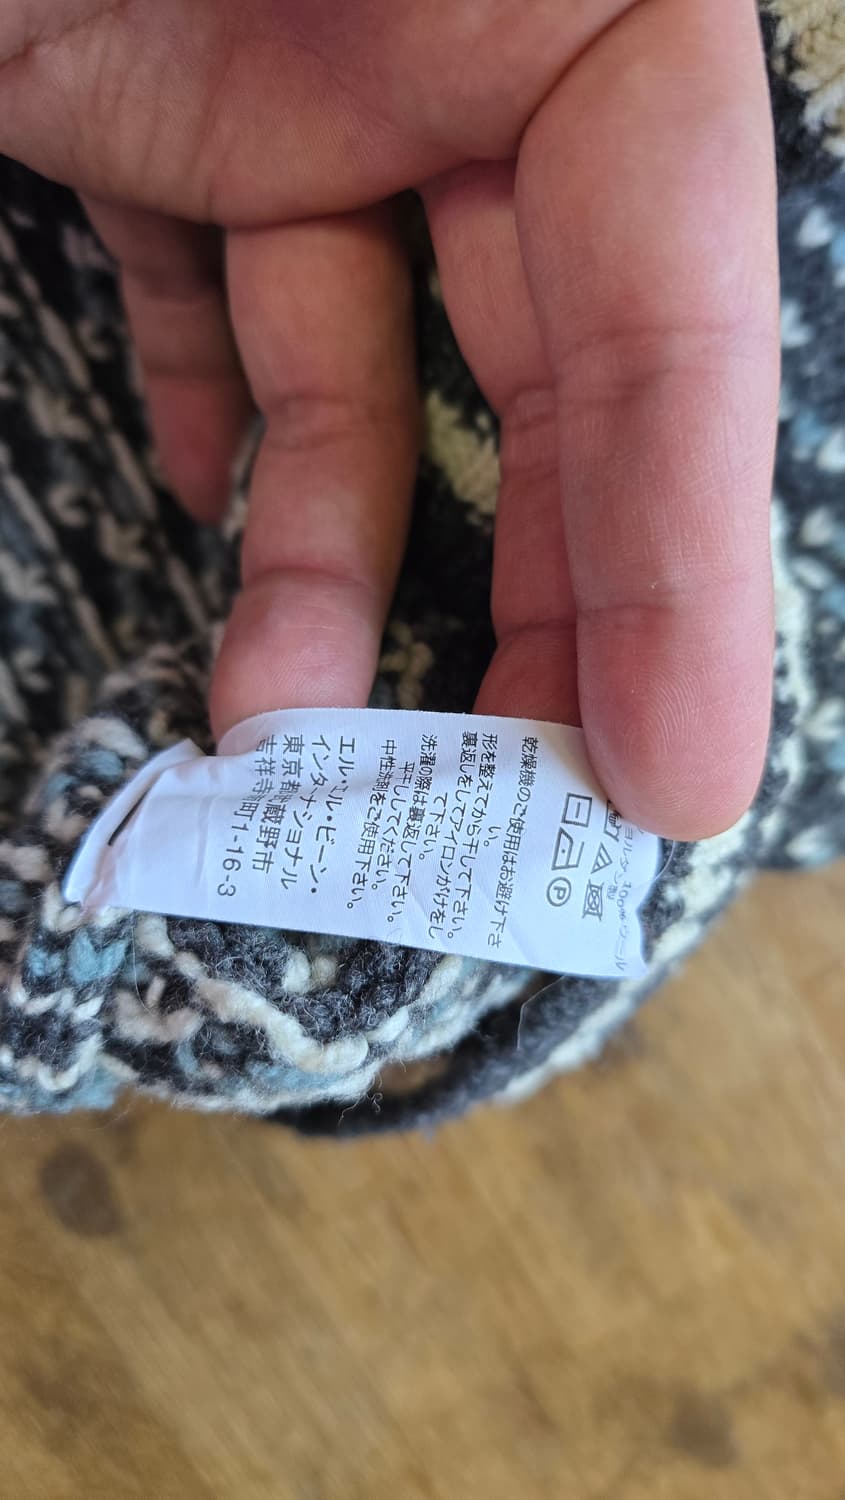 100% ウール
乾燥機のご使用はお避け下さ
い。
形を整えてから干して下さい。
裏返しをしてアイロンがけをし
て下さい。
洗濯の際は裏返して下さい。
平干ししてください。
中性洗剤をご使用下さい。
エル・エル・ビーン・
インターナショナル
東京都武蔵野市
吉祥寺南町1-16-3